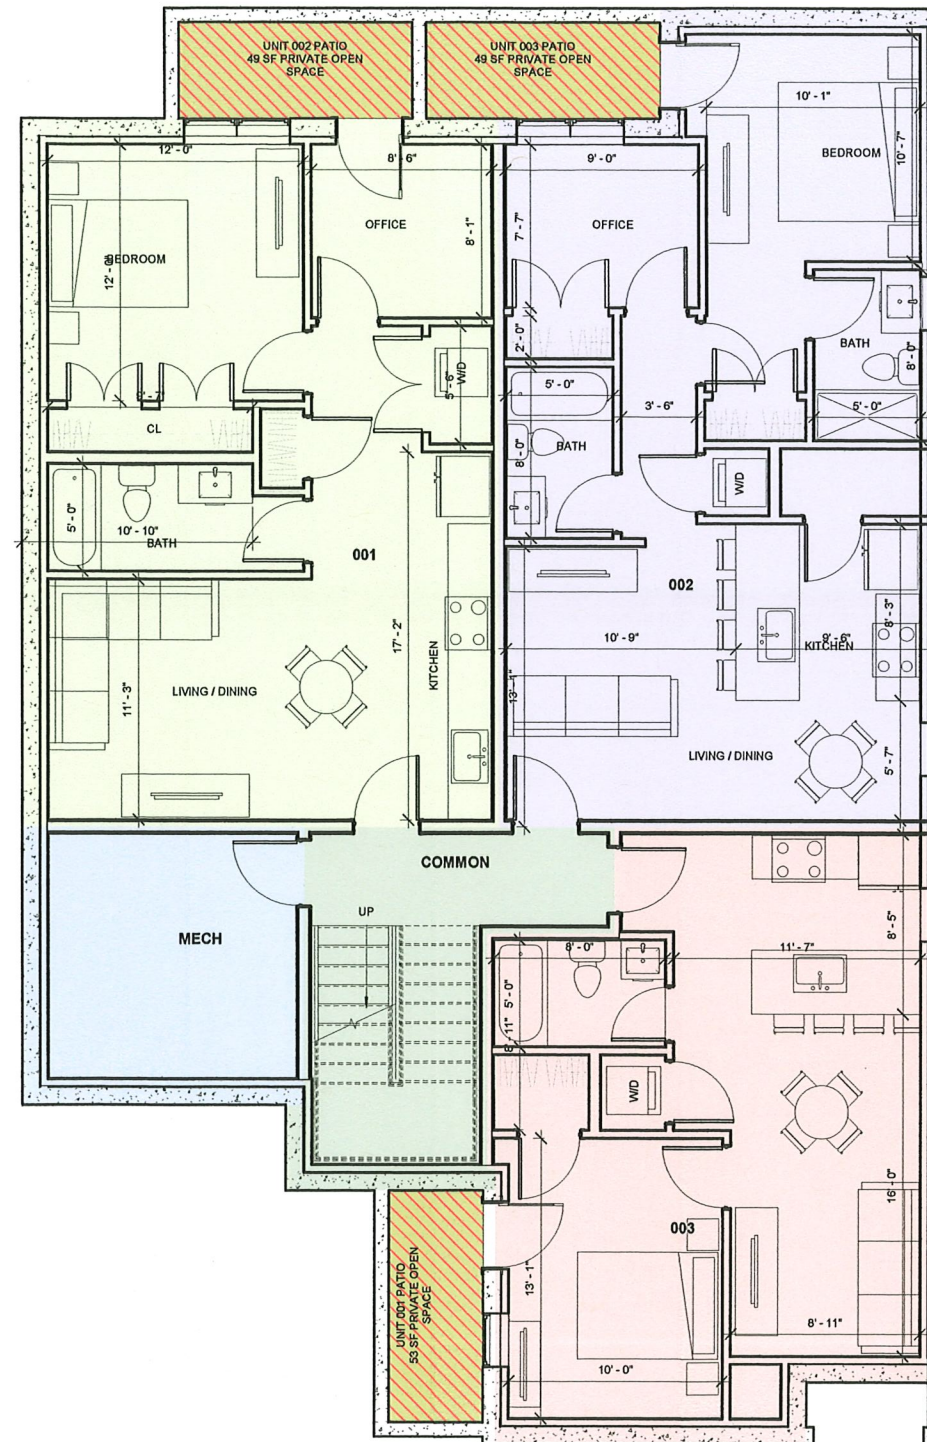 UNIT 002 PATIO
49 SF PRIVATE OPEN
SPACE
UNIT 003 PATIO
49 SF PRIVATE OPEN
SPACE
10' - 1"
BEDROOM
10' - 7"
12' - 0"
8' - 6"
9' - 0"
OFFICE
8' - 1"
OFFICE
7' - 7"
BEDROOM
12' - 0"
2' - 0"
BATH
8' - 0"
W/D
5' - 6"
5' - 0"
3' - 6"
5' - 0"
CL
BATH
8' - 0"
W/D
5' - 0"
10' - 10"
BATH
001
002
8' - 3"
17' - 2"
KITCHEN
10' - 9"
9' - 6"
KITCHEN
LIVING / DINING
11' - 3"
13' - 1"
LIVING / DINING
5' - 7"
COMMON
UP
MECH
8' - 5"
8' - 0"
11' - 7"
5' - 0"
8' - 11"
W/D
16' - 0"
003
13' - 1"
UNIT 001 PATIO
53 SF PRIVATE OPEN
SPACE
8' - 11"
10' - 0"